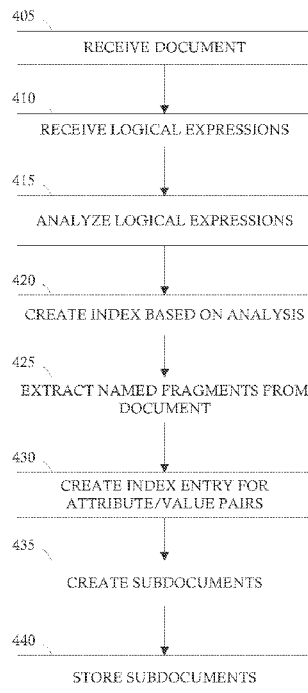 405
RECEIVE DOCUMENT
410
RECEIVE LOGICAL EXPRESSIONS
415
ANALYZE LOGICAL EXPRESSIONS
420
CREATE INDEX BASED ON ANALYSIS
425
EXTRACT NAMED FRAGMENTS FROM
DOCUMENT
430
CREATE INDEX ENTRY FOR
ATTRIBUTE/VALUE PAIRS
435
CREATE SUBDOCUMENTS
440
STORE SUBDOCUMENTS